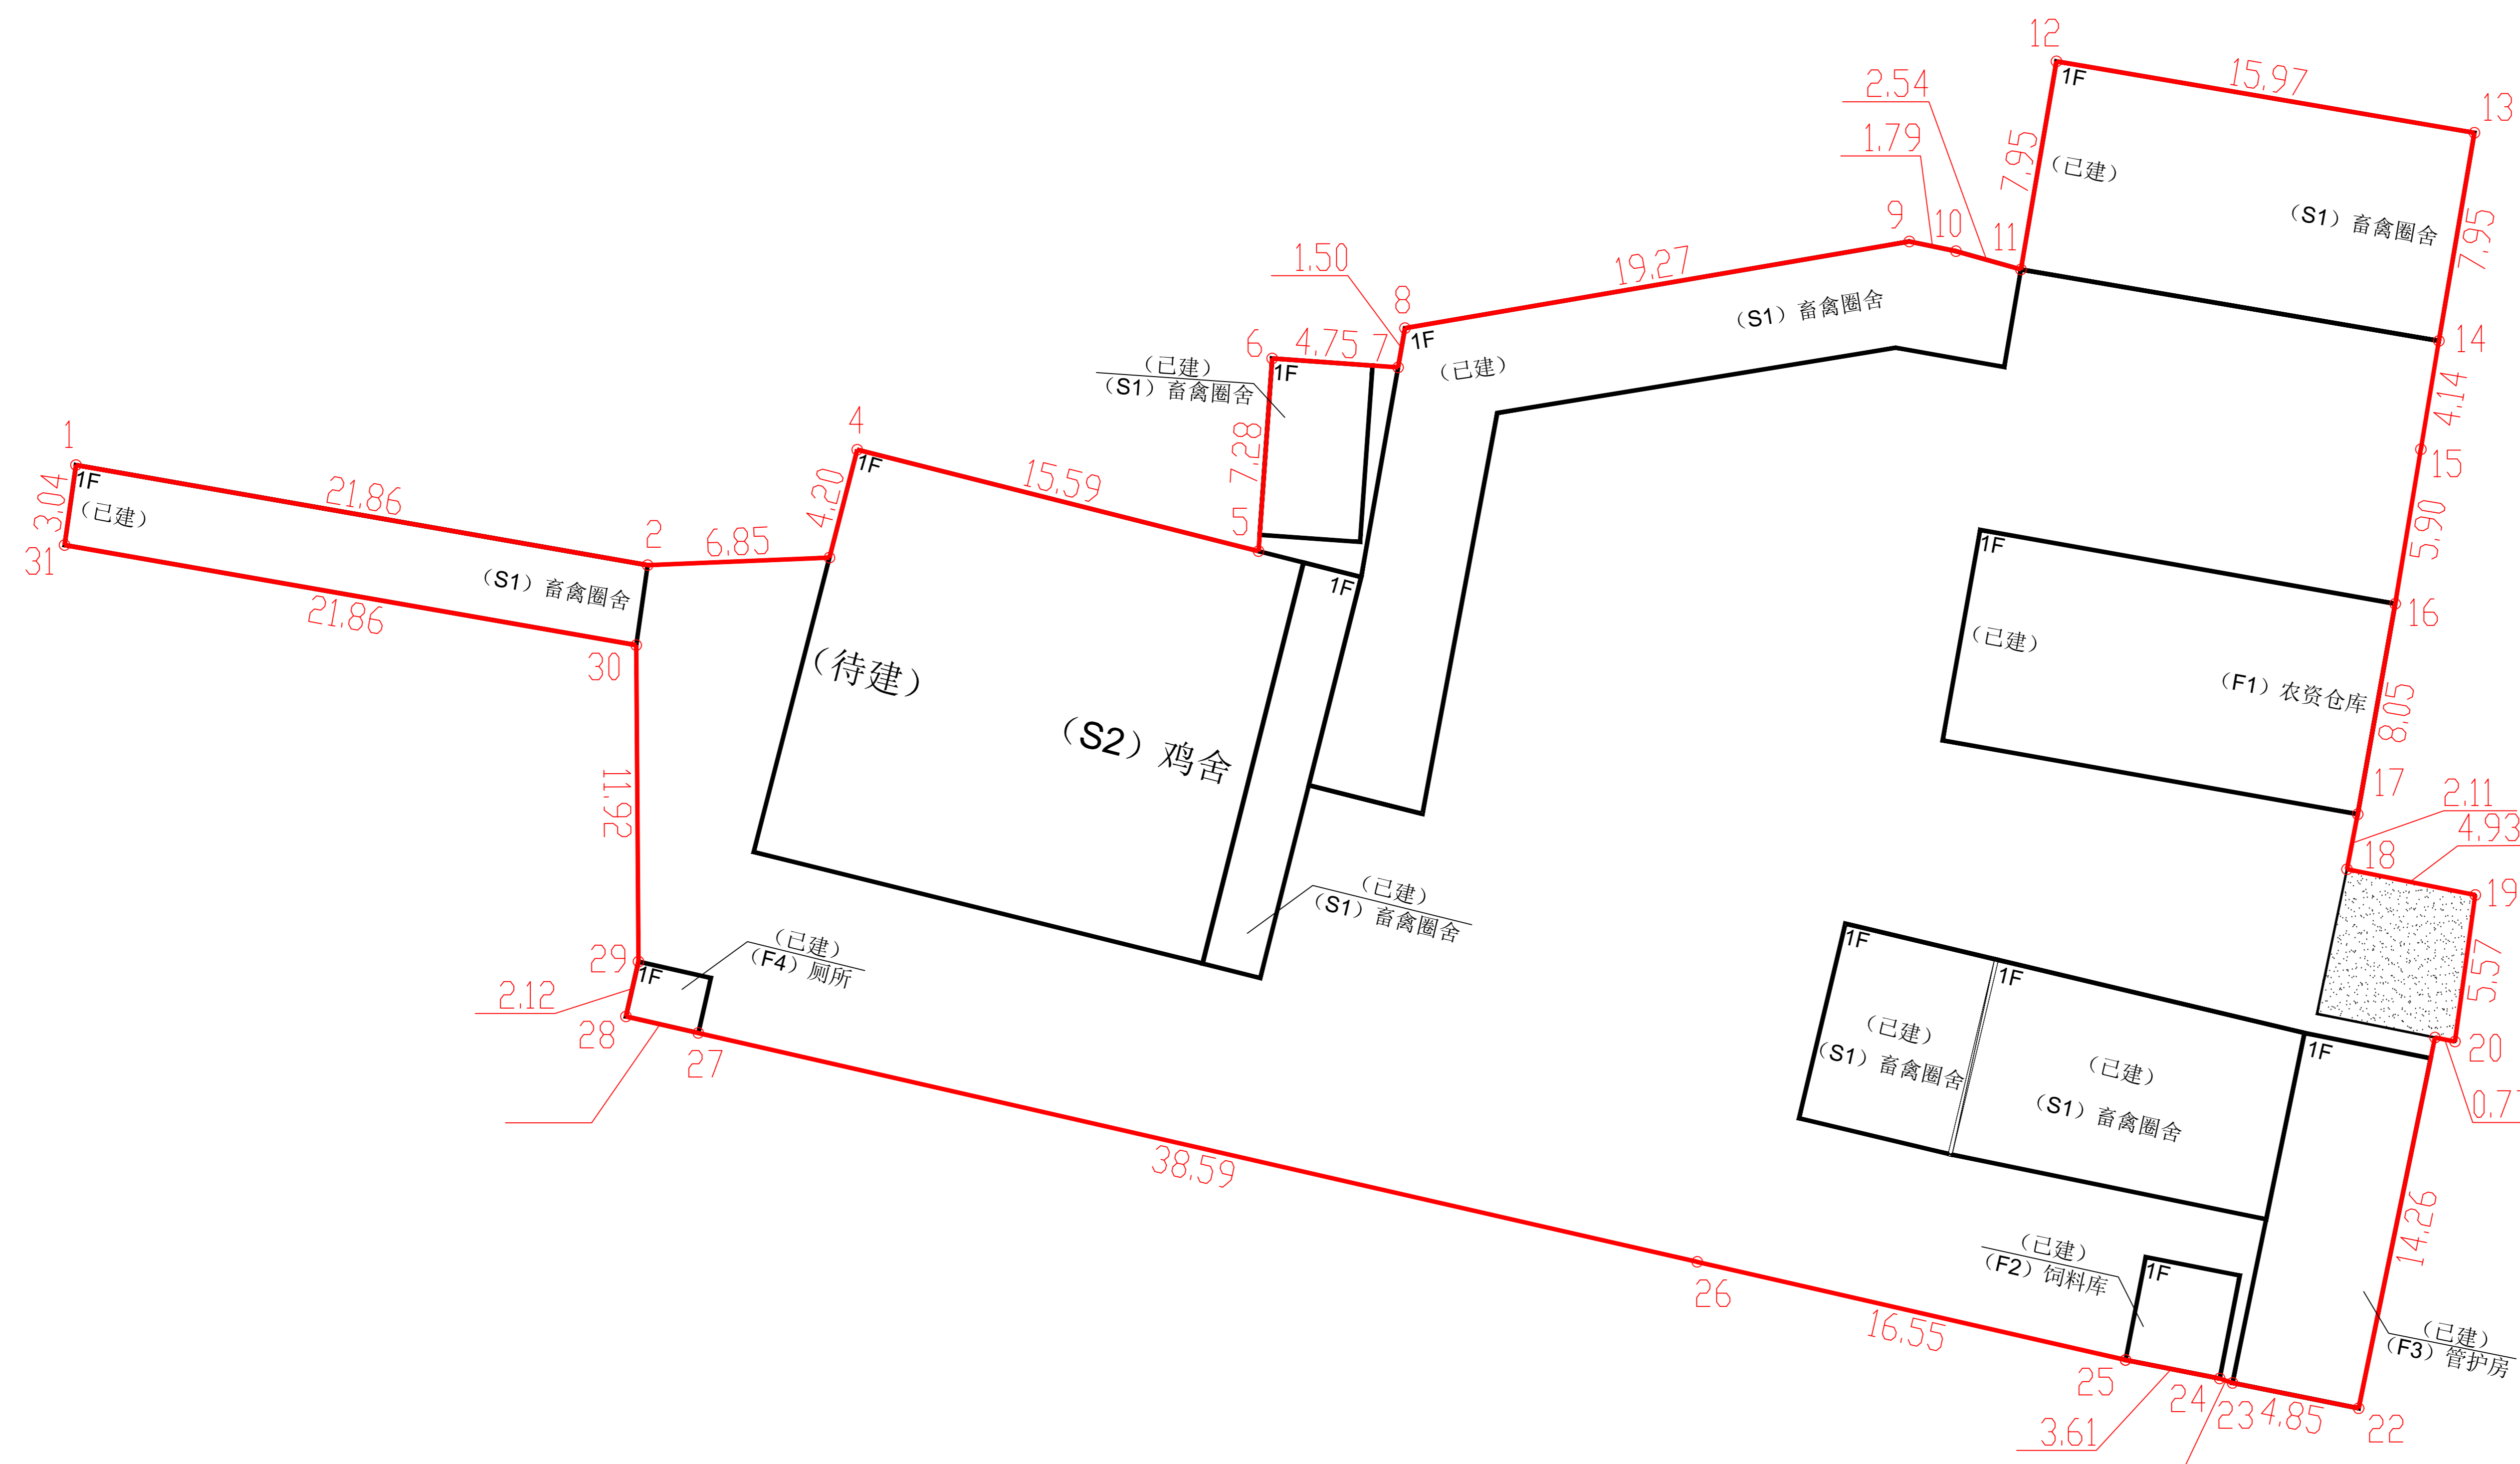 12
15.97
13
2.54
1F
1.79
7.95
（已建）
（S1）畜禽圈舍
7.95
9
10
11
1.50
19.27
8
（S1）畜禽圈舍
14
6
4.75
7
1F
（已建）
（S1）畜禽圈舍
1F
（已建）
4.14
1
4
1F
15.59
7.28
15
3.04
1F
（已建）
21.86
4.20
5
5.90
2
6.85
31
（S1）畜禽圈舍
1F
1F
16
21.86
30
（待建）
（已建）
（F1）农资仓库
8.05
（S2）鸡舍
11.92
17
2.11
4.93
18
19
（已建）
（S1）畜禽圈舍
29
1F
（已建）
（F4）厕所
1F
1F
5.57
2.12
28
27
（已建）
（S1）畜禽圈舍
（已建）
（S1）畜禽圈舍
1F
20
38.59
14.26
（已建）
（F2）饲料库
1F
26
16.55
（已建）
（F3）管护房
25
24
23
4.85
22
3.61